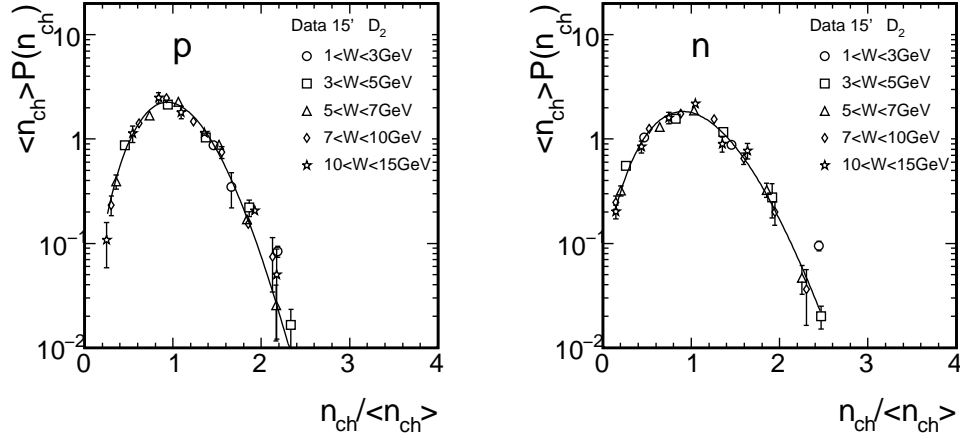 <n_ch>P(n_ch)
10
1
10^-1
10^-2
p
Data 15' D_2
1<W<3GeV
3<W<5GeV
5<W<7GeV
7<W<10GeV
10<W<15GeV
0 1 2 3 4
n_ch/<n_ch>
<n_ch>P(n_ch)
10
1
10^-1
10^-2
n
Data 15' D_2
1<W<3GeV
3<W<5GeV
5<W<7GeV
7<W<10GeV
10<W<15GeV
0 1 2 3 4
n_ch/<n_ch>